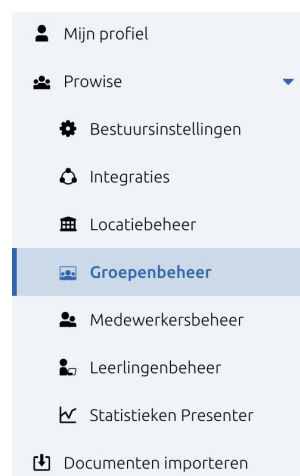 Mijn profiel
Prowise
Bestuursinstellingen
Integraties
Locatiebeheer
Groepenbeheer
Medewerkersbeheer
Leerlingenbeheer
Statistieken Presenter
Documenten importeren